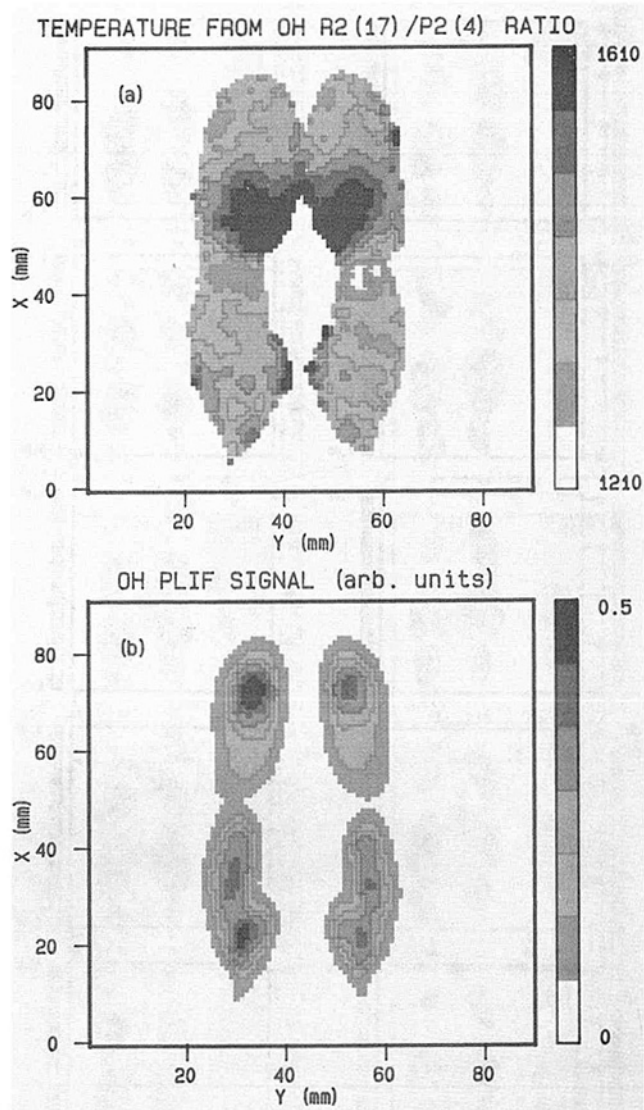 TEMPERATURE FROM OH R2(17)/P2(4) RATIO
1610
(a)
80
60
X (mm)
40
20
0
1210
20 40 60 80
Y (mm)
OH PLIF SIGNAL (arb. units)
0.5
(b)
80
60
X (mm)
40
20
0
0
20 40 60 80
Y (mm)